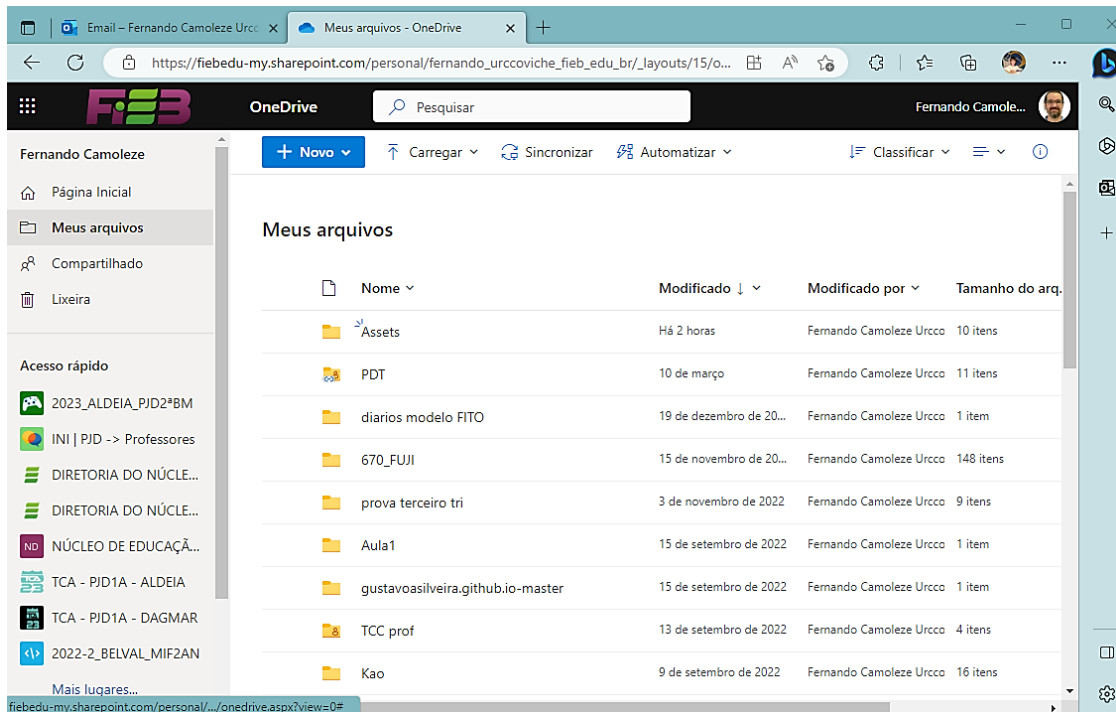 Email – Fernando Camoleze Urcc
Meus arquivos - OneDrive
https://fiebedu-my.sharepoint.com/personal/fernando_urccoviche_fieb_edu_br/_layouts/15/o...
FiEB
OneDrive
Pesquisar
Fernando Camole...
Fernando Camoleze
Página Inicial
Meus arquivos
Compartilhado
Lixeira
Acesso rápido
2023_ALDEIA_PJD2ªBM
INI | PJD -> Professores
DIRETORIA DO NÚCLE...
DIRETORIA DO NÚCLE...
ND NÚCLEO DE EDUCAÇÃ...
TCA - PJD1A - ALDEIA
TCA - PJD1A - DAGMAR
2022-2_BELVAL_MIF2AN
Mais lugares...
fiebedu-my.sharepoint.com/personal/.../onedrive.aspx?view=0#
+ Novo Carregar Sincronizar Automatizar Classificar
Meus arquivos
Nome Modificado ↓ Modificado por Tamanho do arq.
Assets Há 2 horas Fernando Camoleze Urcco 10 itens
PDT 10 de março Fernando Camoleze Urcco 11 itens
diarios modelo FITO 19 de dezembro de 20... Fernando Camoleze Urcco 1 item
670_FUJI 15 de novembro de 20... Fernando Camoleze Urcco 148 itens
prova terceiro tri 3 de novembro de 2022 Fernando Camoleze Urcco 9 itens
Aula1 15 de setembro de 2022 Fernando Camoleze Urcco 1 item
gustavoasilveira.github.io-master 15 de setembro de 2022 Fernando Camoleze Urcco 1 item
TCC prof 13 de setembro de 2022 Fernando Camoleze Urcco 4 itens
Kao 9 de setembro de 2022 Fernando Camoleze Urcco 16 itens